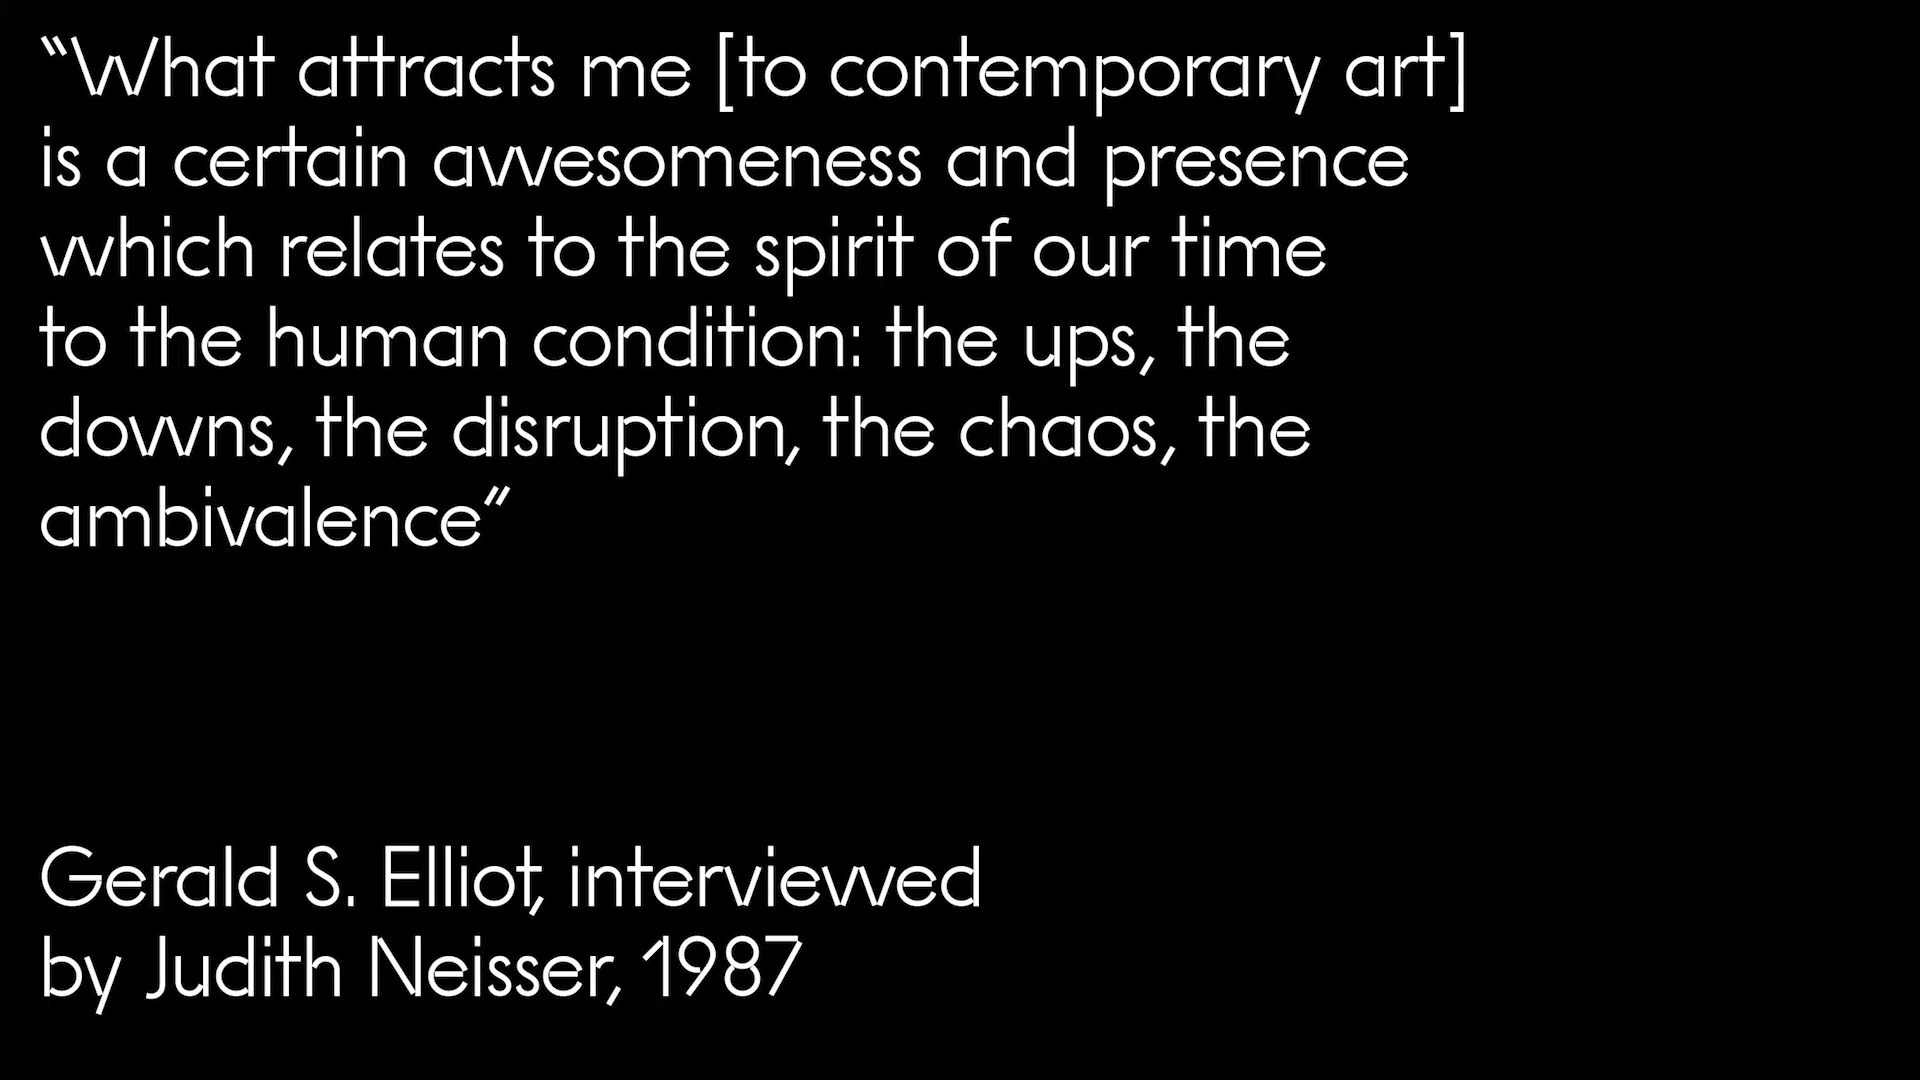 “What attracts me [to contemporary art]
is a certain awesomeness and presence
which relates to the spirit of our time
to the human condition: the ups, the
downs, the disruption, the chaos, the
ambivalence”
Gerald S. Elliot, interviewed
by Judith Neisser, 1987